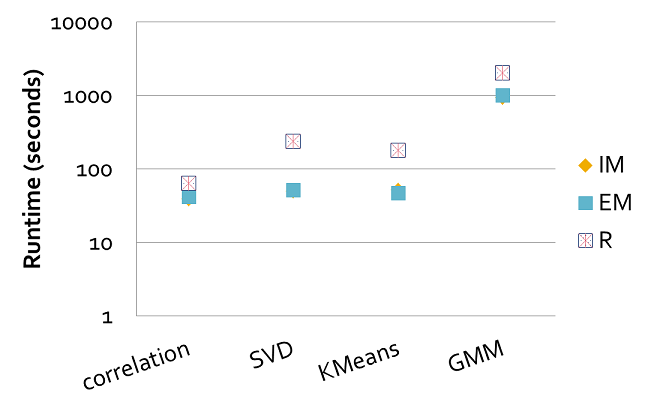 10000
1000
100
10
1
Runtime (seconds)
correlation
SVD
KMeans
GMM
IM
EM
R